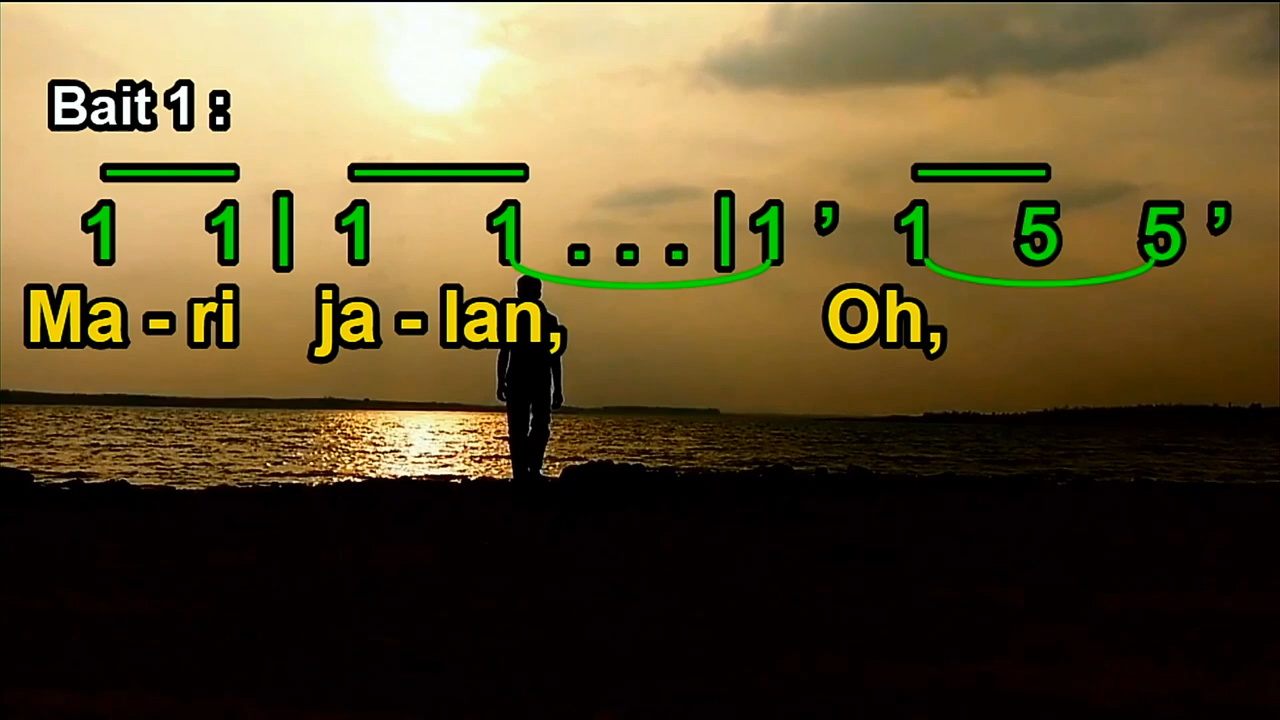 Bait 1 :
1 1 | 1 1 . . . | 1 ’ 1 5 5 ’
Ma - ri ja - lan, Oh,